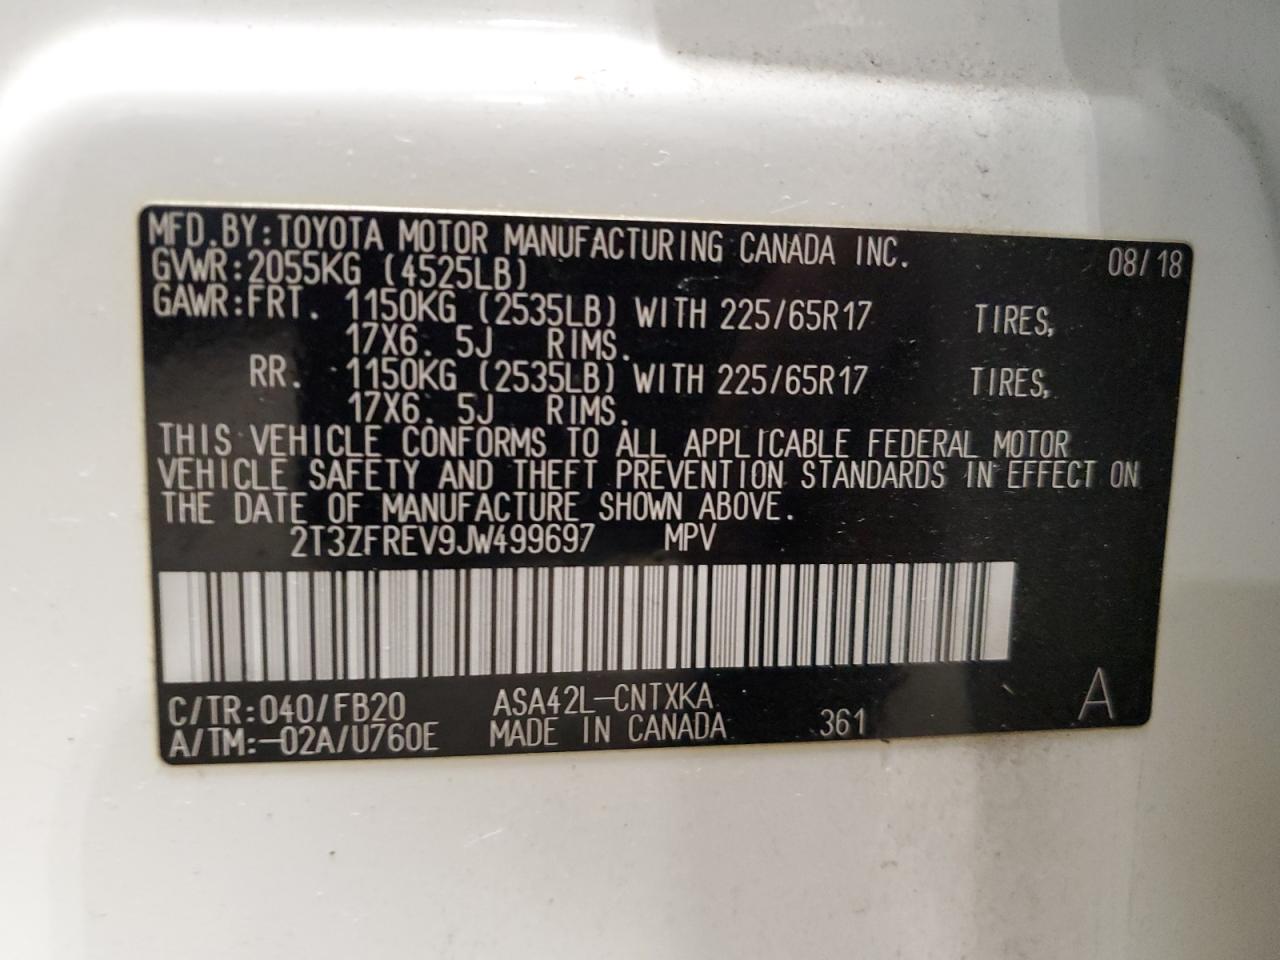 MFD.BY:TOYOTA MOTOR MANUFACTURING CANADA INC. 08/18
GVWR:2055KG (4525LB)
GAWR:FRT. 1150KG (2535LB) WITH 225/65R17 TIRES,
17X6. 5J RIMS.
RR. 1150KG (2535LB) WITH 225/65R17 TIRES,
17X6. 5J RIMS.
THIS VEHICLE CONFORMS TO ALL APPLICABLE FEDERAL MOTOR
VEHICLE SAFETY AND THEFT PREVENTION STANDARDS IN EFFECT ON
THE DATE OF MANUFACTURE SHOWN ABOVE.
2T3ZFREV9JW499697 MPV
C/TR:040/FB20 ASA42L-CNTXKA A
A/TM:-02A/U760E MADE IN CANADA 361